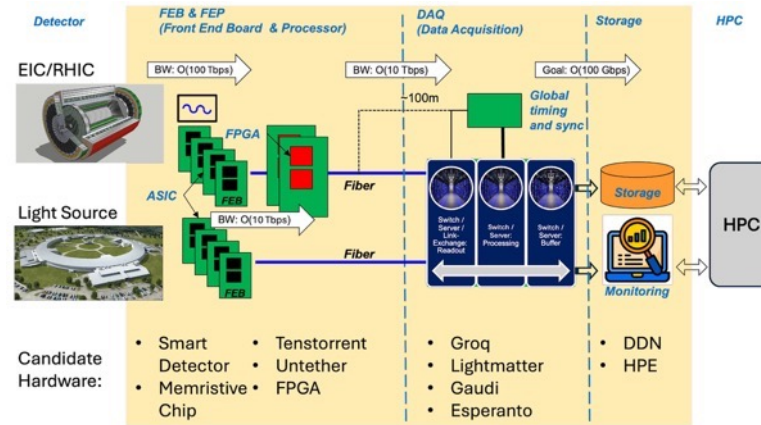 Detector
FEB & FEP
(Front End Board & Processor)
DAQ
(Data Acquisition)
Storage
HPC
EIC/RHIC
BW: O(100 Tbps)
BW: O(10 Tbps)
Goal: O(100 Gbps)
~100m
Global
timing
and sync
FPGA
ASIC
FEB
Fiber
BW: O(10 Tbps)
Light Source
FEB
Fiber
Switch /
Server
/ Link-
Exchange:
Readout
Switch /
Server:
Processing
Switch /
Server:
Buffer
Storage
Monitoring
HPC
Candidate
Hardware:
• Smart
Detector
• Memristive
Chip
• Tenstorrent
• Untether
• FPGA
• Groq
• Lightmatter
• Gaudi
• Esperanto
• DDN
• HPE